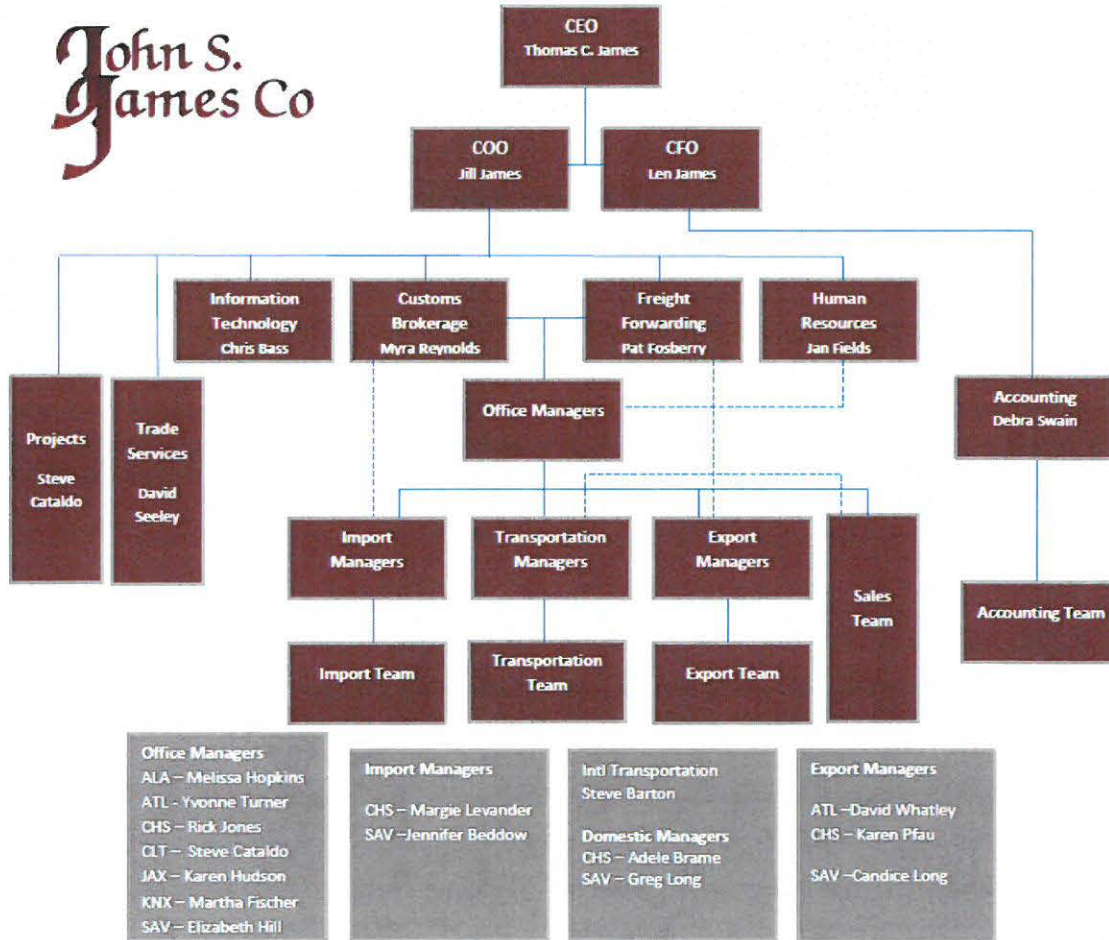 John S.
James Co
CEO
Thomas C. James
COO
Jill James
CFO
Len James
Information
Technology
Chris Bass
Customs
Brokerage
Myra Reynolds
Freight
Forwarding
Pat Fosberry
Human
Resources
Jan Fields
Projects
Steve
Cataldo
Trade
Services
David
Seeley
Office Managers
Accounting
Debra Swain
Import
Managers
Transportation
Managers
Export
Managers
Sales
Team
Accounting Team
Import Team
Transportation
Team
Export Team
Office Managers
ALA – Melissa Hopkins
ATL - Yvonne Turner
CHS – Rick Jones
CLT – Steve Cataldo
JAX – Karen Hudson
KNX – Martha Fischer
SAV – Elizabeth Hill
Import Managers
CHS – Margie Levander
SAV –Jennifer Beddow
Intl Transportation
Steve Barton
Domestic Managers
CHS – Adele Brame
SAV – Greg Long
Export Managers
ATL –David Whatley
CHS – Karen Pfau
SAV –Candice Long